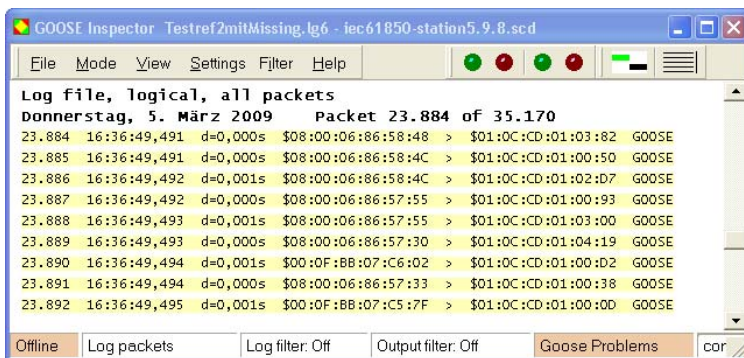 GOOSE Inspector Testref2mitMissing.lg6 - iec61850-station5.9.8.scd
File Mode View Settings Filter Help
Log file, logical, all packets
Donnerstag, 5. März 2009 Packet 23.884 of 35.170
23.884 16:36:49,491 d=0,000s $08:00:06:86:58:48 > $01:0C:CD:01:03:82 GOOSE
23.885 16:36:49,491 d=0,000s $08:00:06:86:58:4C > $01:0C:CD:01:00:50 GOOSE
23.886 16:36:49,492 d=0,001s $08:00:06:86:58:4C > $01:0C:CD:01:02:D7 GOOSE
23.887 16:36:49,492 d=0,000s $08:00:06:86:57:55 > $01:0C:CD:01:00:93 GOOSE
23.888 16:36:49,493 d=0,001s $08:00:06:86:57:55 > $01:0C:CD:01:03:00 GOOSE
23.889 16:36:49,493 d=0,000s $08:00:06:86:57:30 > $01:0C:CD:01:04:19 GOOSE
23.890 16:36:49,494 d=0,001s $00:0F:BB:07:C6:02 > $01:0C:CD:01:00:D2 GOOSE
23.891 16:36:49,494 d=0,000s $08:00:06:86:57:33 > $01:0C:CD:01:00:38 GOOSE
23.892 16:36:49,495 d=0,001s $00:0F:BB:07:C5:7F > $01:0C:CD:01:00:0D GOOSE
Offline Log packets Log filter: Off Output filter: Off Goose Problems cor